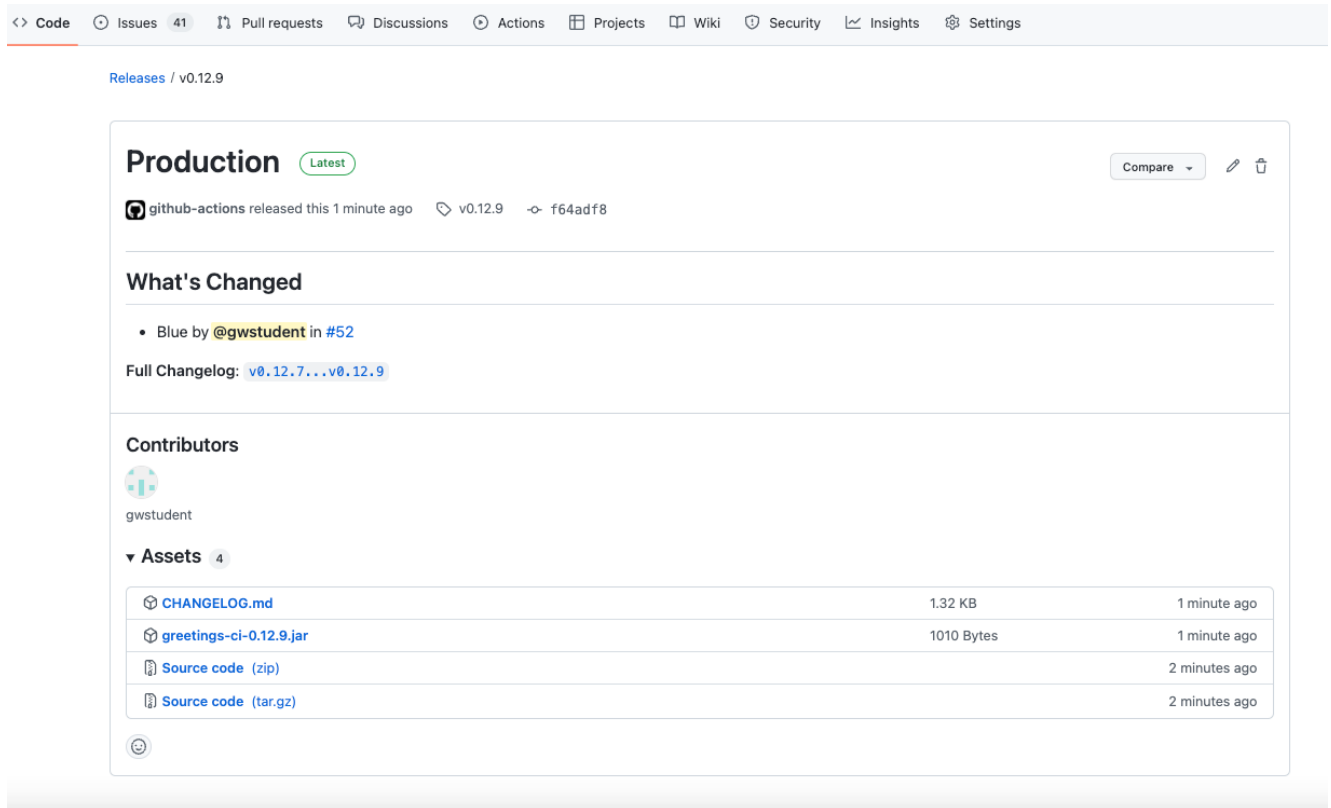 Code Issues 41 Pull requests Discussions Actions Projects Wiki Security Insights Settings
Releases / v0.12.9
Production Latest Compare
github-actions released this 1 minute ago v0.12.9 f64adf8
What's Changed
• Blue by @gwstudent in #52
Full Changelog: v0.12.7...v0.12.9
Contributors
gwstudent
Assets 4
CHANGELOG.md 1.32 KB 1 minute ago
greetings-ci-0.12.9.jar 1010 Bytes 1 minute ago
Source code (zip) 2 minutes ago
Source code (tar.gz) 2 minutes ago